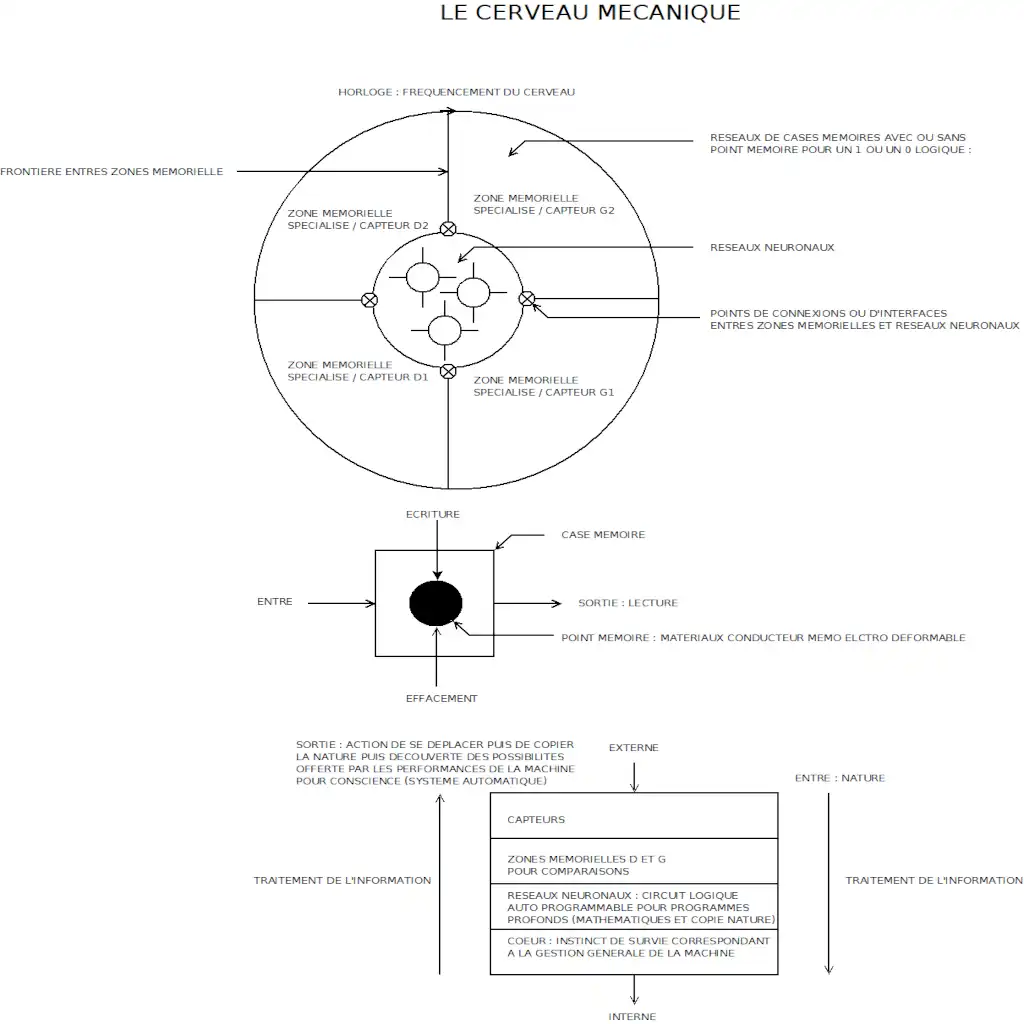 LE CERVEAU MECANIQUE
HORLOGE : FREQUENCEMENT DU CERVEAU
RESEAUX DE CASES MEMOIRES AVEC OU SANS
POINT MEMOIRE POUR UN 1 OU UN 0 LOGIQUE :
FRONTIERE ENTRES ZONES MEMORIELLE
ZONE MEMORIELLE
SPECIALISE / CAPTEUR D2
ZONE MEMORIELLE
SPECIALISE / CAPTEUR G2
RESEAUX NEURONAUX
POINTS DE CONNEXIONS OU D'INTERFACES
ENTRES ZONES MEMORIELLES ET RESEAUX NEURONAUX
ZONE MEMORIELLE
SPECIALISE / CAPTEUR D1
ZONE MEMORIELLE
SPECIALISE / CAPTEUR G1
ECRITURE
CASE MEMOIRE
ENTRE
SORTIE : LECTURE
POINT MEMOIRE : MATERIAUX CONDUCTEUR MEMO ELCTRO DEFORMABLE
EFFACEMENT
SORTIE : ACTION DE SE DEPLACER PUIS DE COPIER
LA NATURE PUIS DECOUVERTE DES POSSIBILITES
OFFERTE PAR LES PERFORMANCES DE LA MACHINE
POUR CONSCIENCE (SYSTEME AUTOMATIQUE)
EXTERNE
ENTRE : NATURE
CAPTEURS
ZONES MEMORIELLES D ET G
POUR COMPARAISONS
TRAITEMENT DE L'INFORMATION
TRAITEMENT DE L'INFORMATION
RESEAUX NEURONAUX : CIRCUIT LOGIQUE
AUTO PROGRAMMABLE POUR PROGRAMMES
PROFONDS (MATHEMATIQUES ET COPIE NATURE)
COEUR : INSTINCT DE SURVIE CORRESPONDANT
A LA GESTION GENERALE DE LA MACHINE
INTERNE